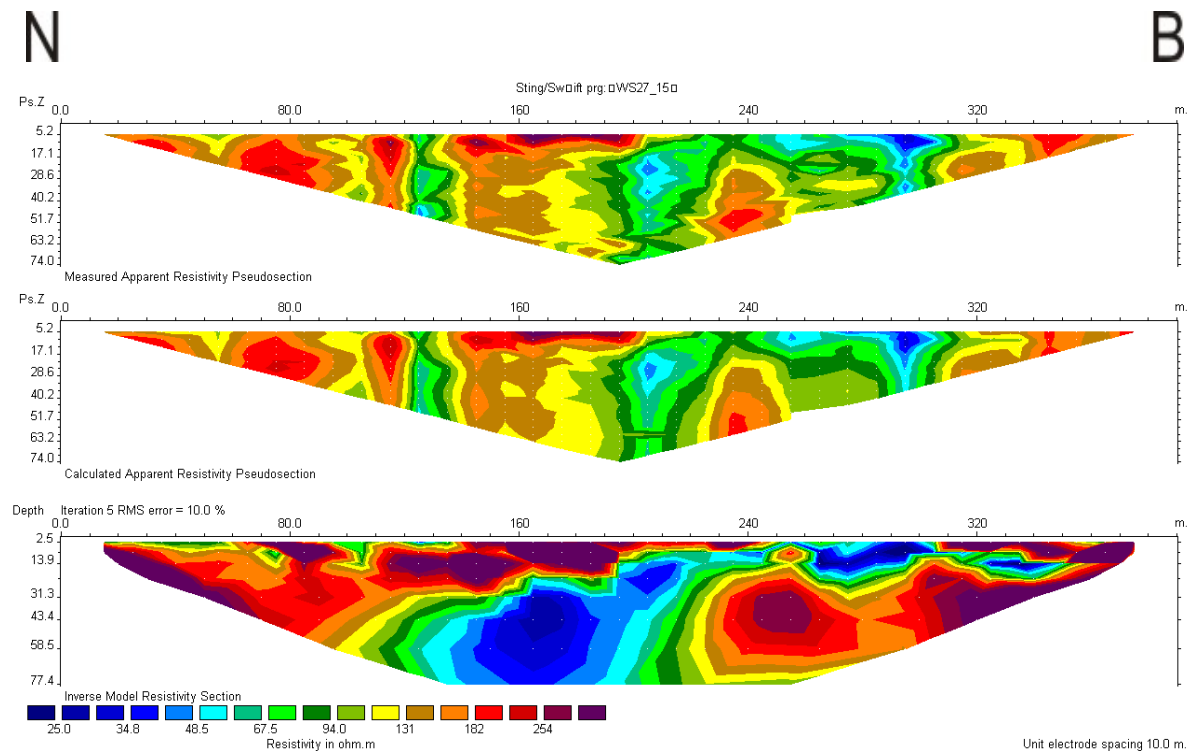 N B
Sting/Sw□ift prg: □WS27_15□
Ps.Z 0.0 80.0 160 240 320 m.
5.2
17.1
28.6
40.2
51.7
63.2
74.0
Measured Apparent Resistivity Pseudosection
Ps.Z 0.0 80.0 160 240 320 m.
5.2
17.1
28.6
40.2
51.7
63.2
74.0
Calculated Apparent Resistivity Pseudosection
Depth Iteration 5 RMS error = 10.0 %
0.0 80.0 160 240 320 m.
2.5
13.9
31.3
43.4
58.5
77.4
Inverse Model Resistivity Section
25.0 34.8 48.5 67.5 94.0 131 182 254
Resistivity in ohm.m Unit electrode spacing 10.0 m.